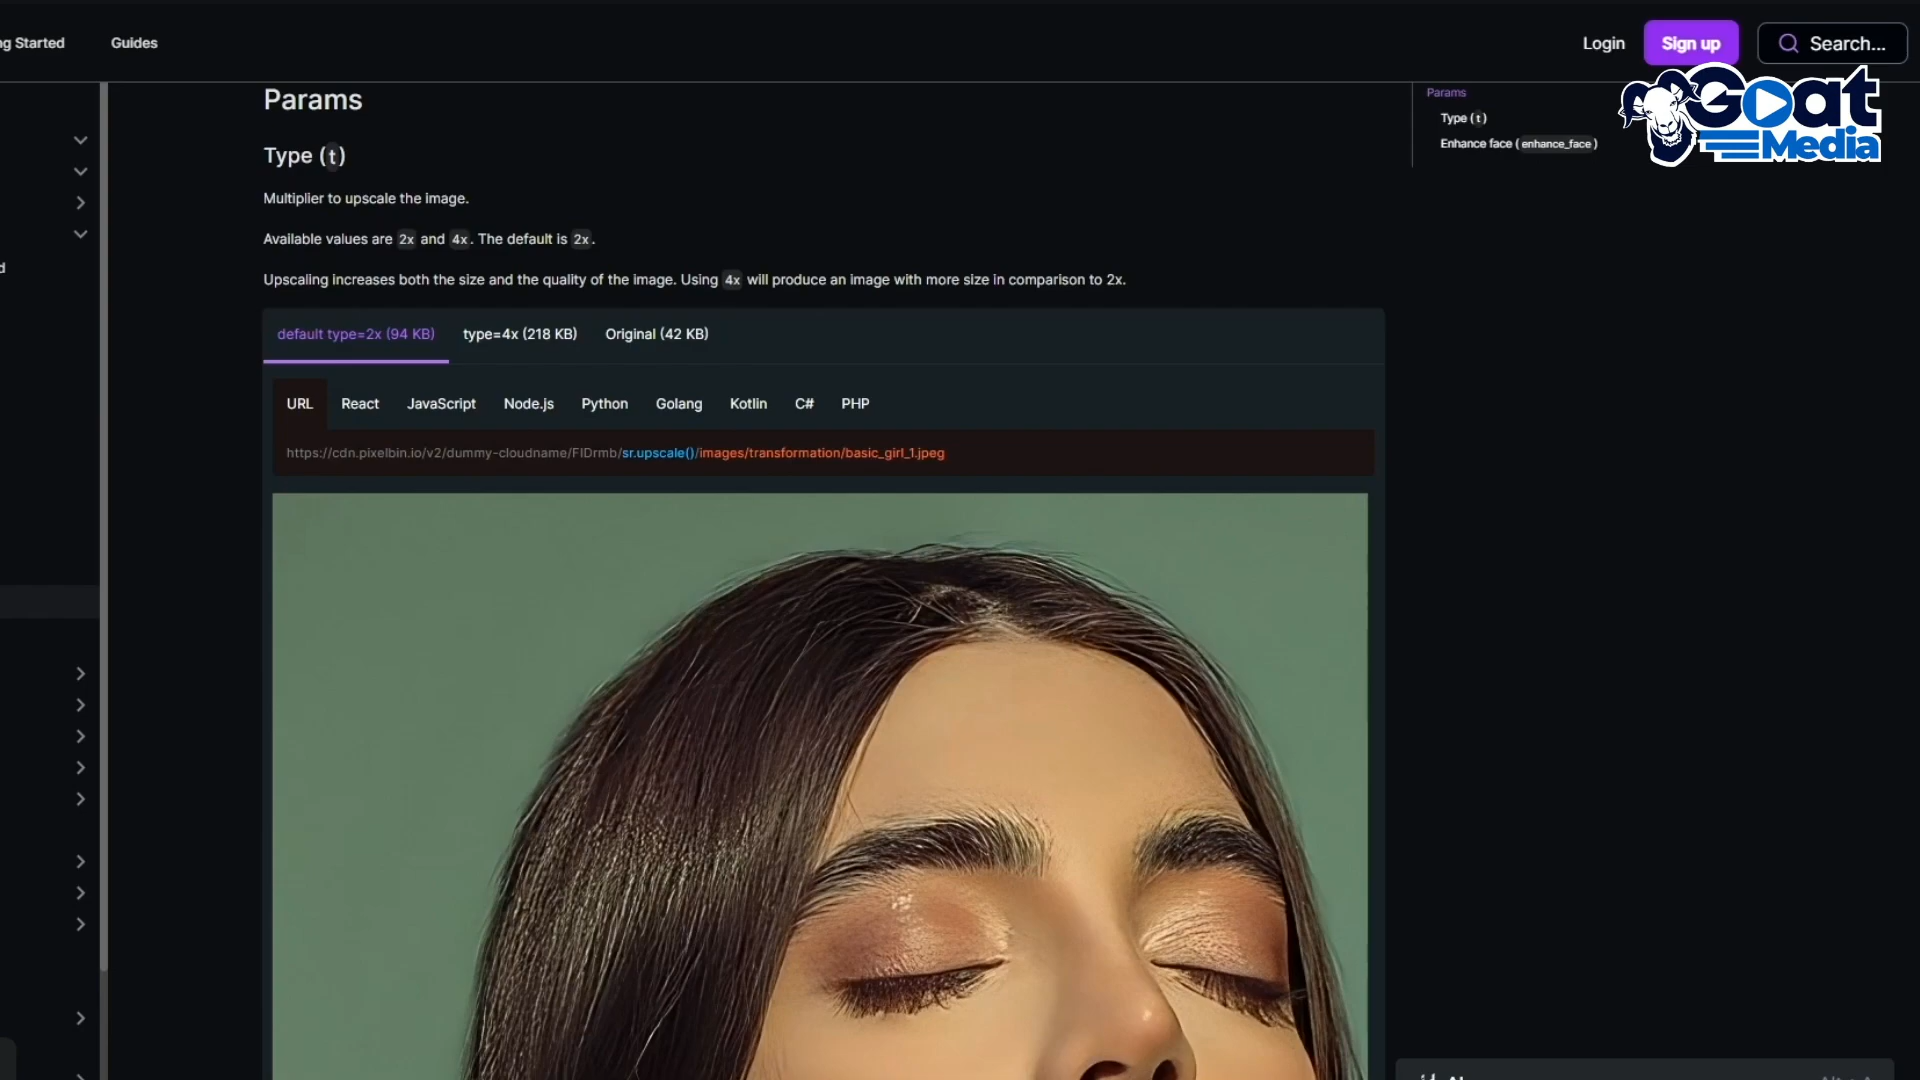 g Started
Guides
Login
Sign up
Search...
Goat
Media
Params
Type (t)
Enhance face (enhance_face)
Params
Type (t)
Multiplier to upscale the image.
Available values are 2x and 4x. The default is 2x.
Upscaling increases both the size and the quality of the image. Using 4x will produce an image with more size in comparison to 2x.
default type=2x (94 KB)
type=4x (218 KB)
Original (42 KB)
URL
React
JavaScript
Node.js
Python
Golang
Kotlin
C#
PHP
https://cdn.pixelbin.io/v2/dummy-cloudname/FIDrmb/sr.upscale()/images/transformation/basic_girl_1.jpeg